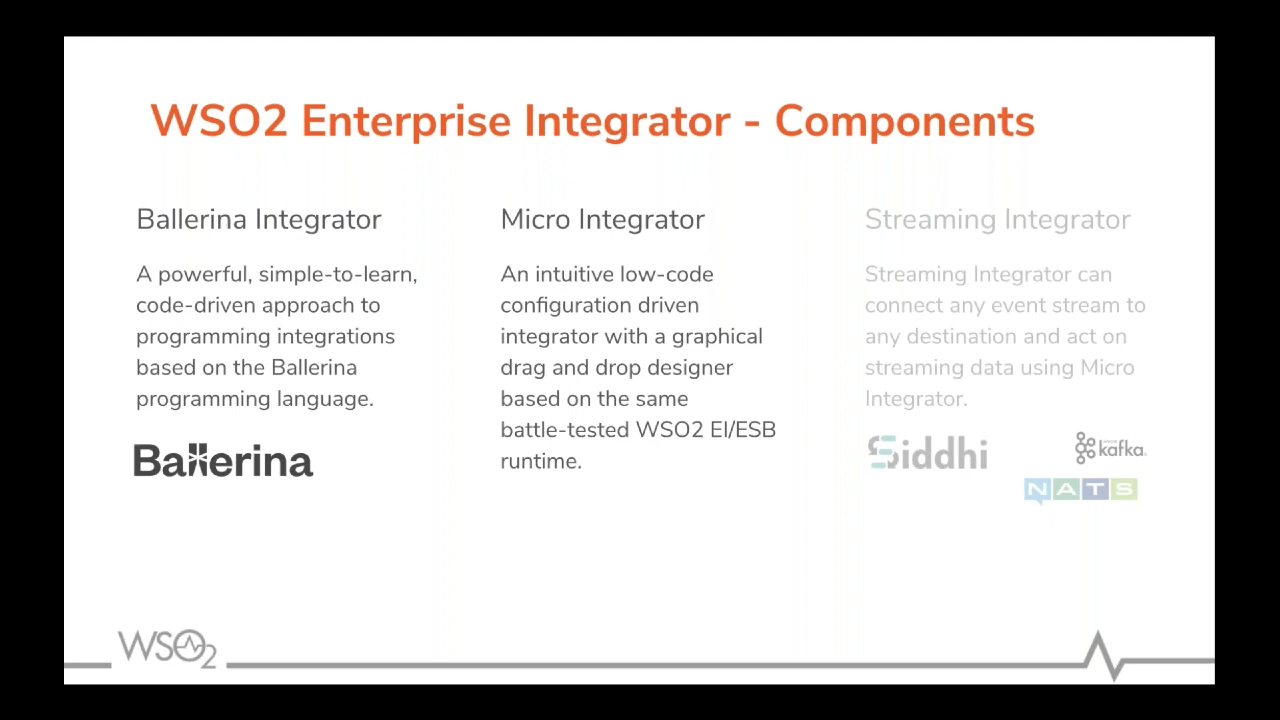 WSO2 Enterprise Integrator - Components
Ballerina Integrator
A powerful, simple-to-learn,
code-driven approach to
programming integrations
based on the Ballerina
programming language.
Ballerina
Micro Integrator
An intuitive low-code
configuration driven
integrator with a graphical
drag and drop designer
based on the same
battle-tested WSO2 EI/ESB
runtime.
Streaming Integrator
Streaming Integrator can
connect any event stream to
any destination and act on
streaming data using Micro
Integrator.
Siddhi
kafka
NATS
WSO2